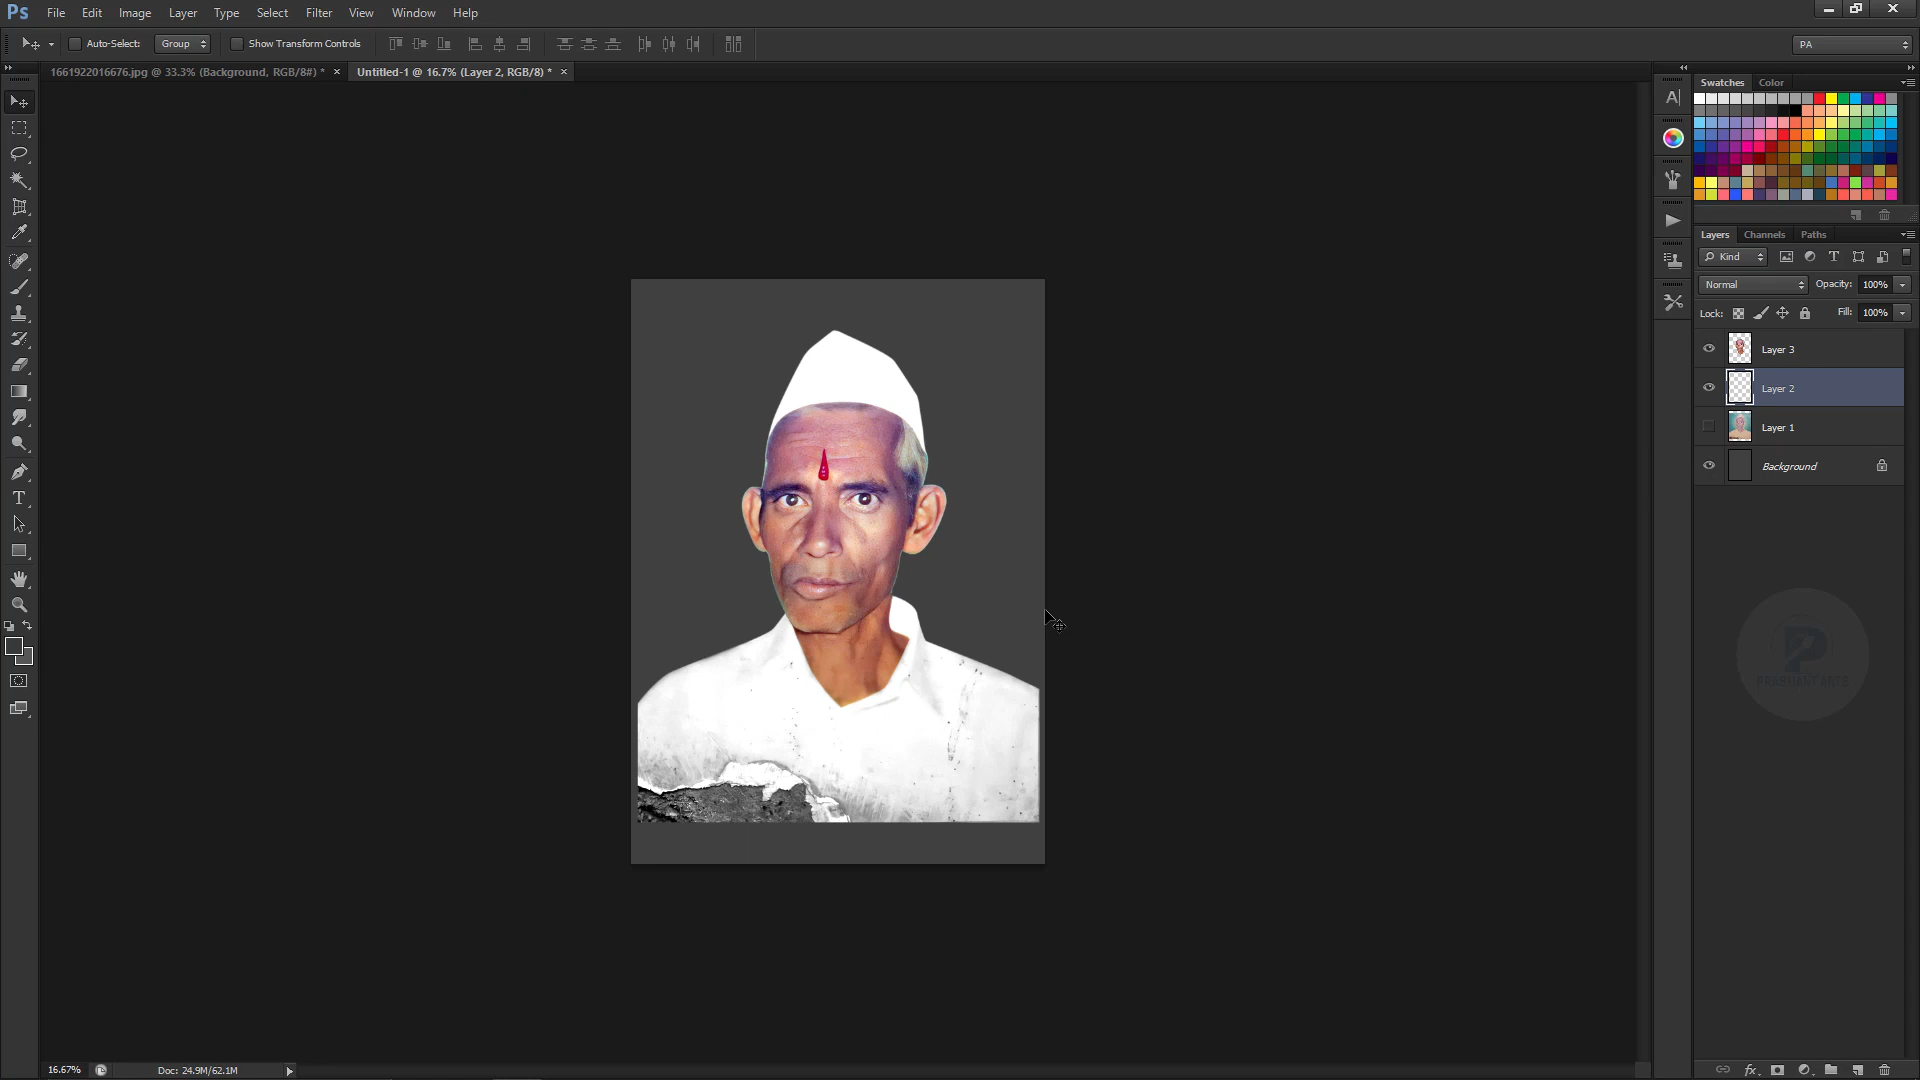 Ps File Edit Image Layer Type Select Filter View Window Help
Auto-Select: Group Show Transform Controls PA
1661922016676.jpg @ 33.3% (Background, RGB/8#) * × Untitled-1 @ 16.7% (Layer 2, RGB/8) * ×
Swatches Color
Layers Channels Paths
Kind
Normal Opacity: 100%
Lock: Fill: 100%
Layer 3
Layer 2
Layer 1
Background
PRASHANT ARTS
16.67% Doc: 24.9M/62.1M